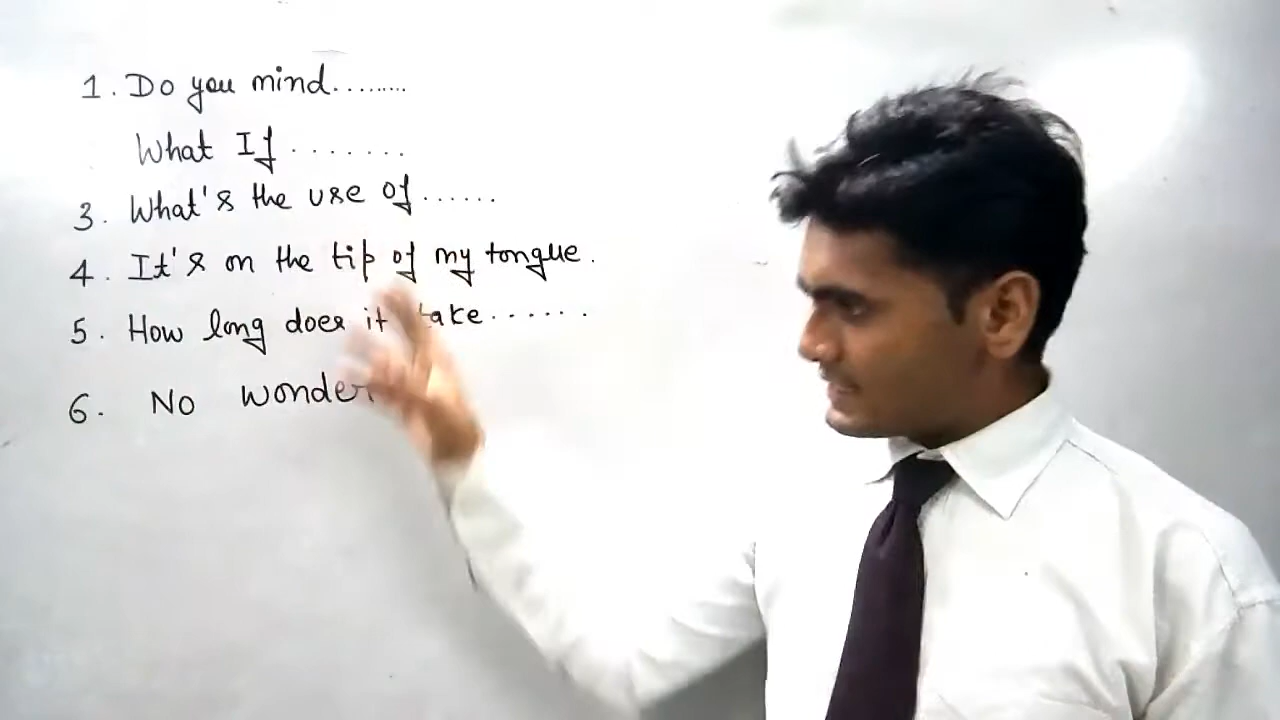 1. Do you mind.........
What If .......
3. What's the use of......
4. It's on the tip of my tongue.
5. How long does it take......
6. No wonder